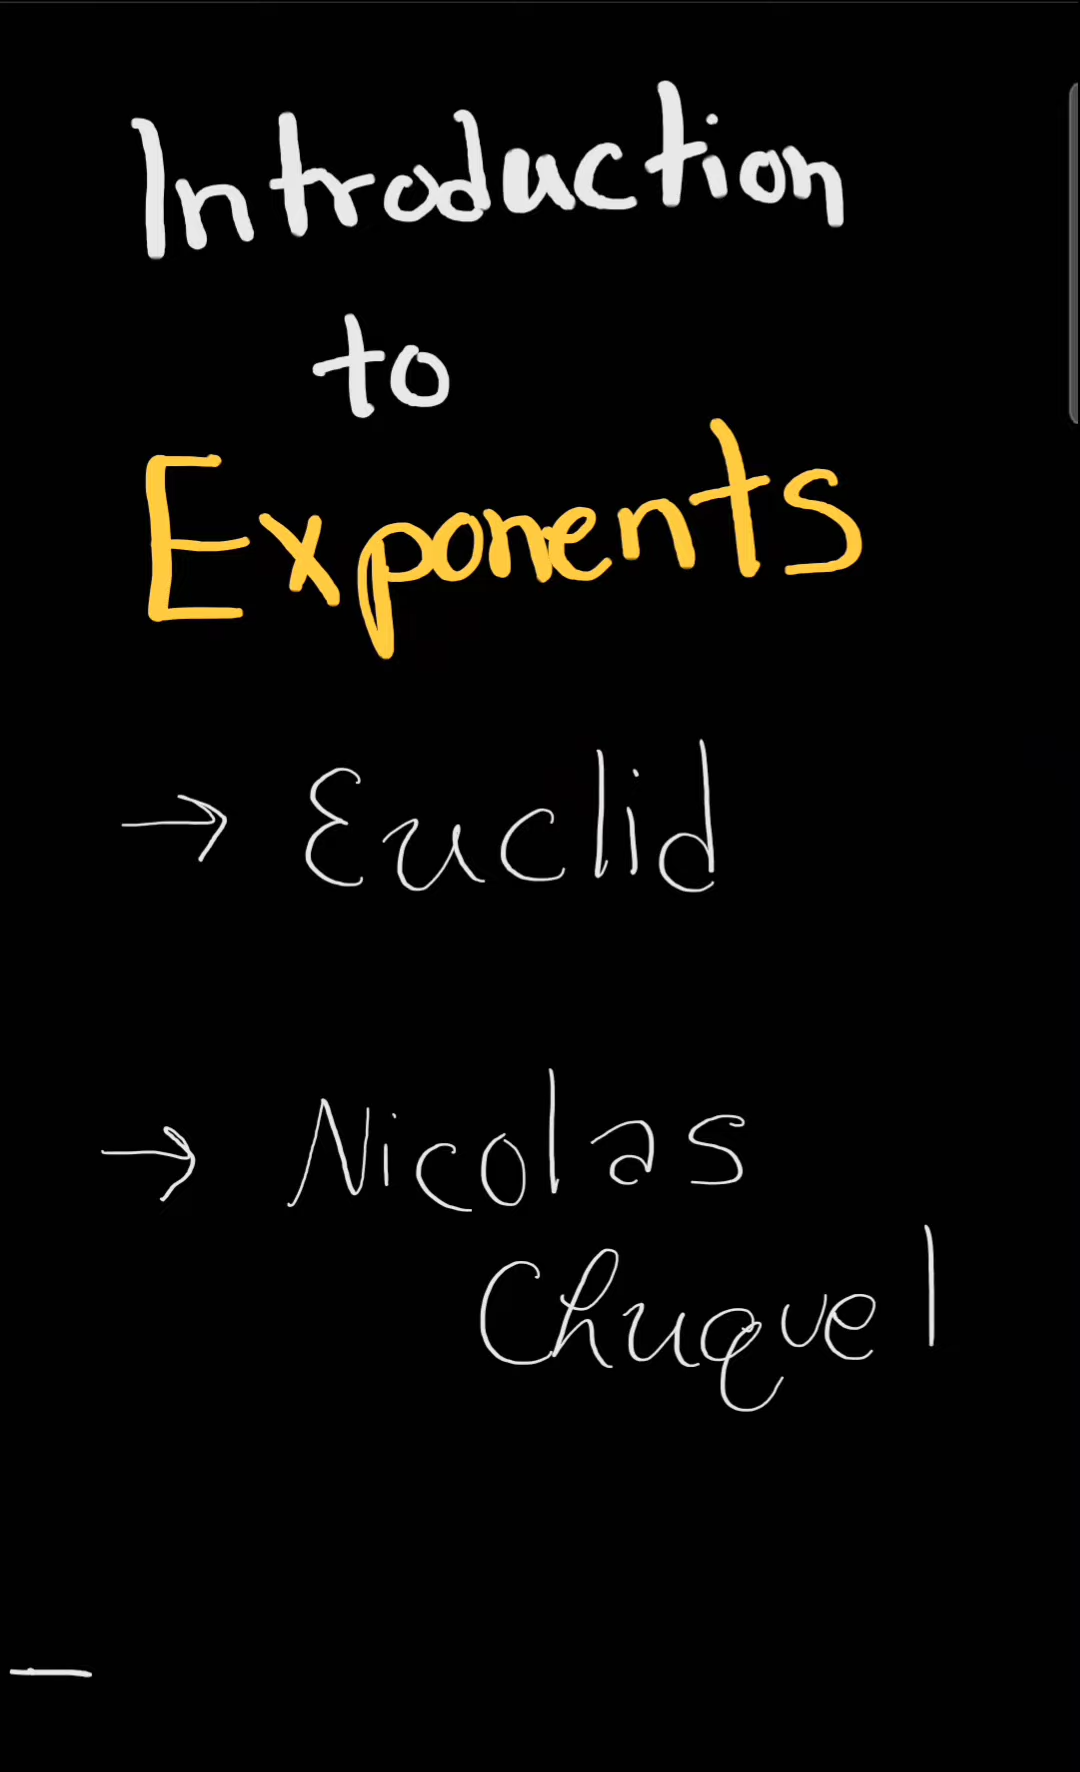 Introduction
to
Exponents
→ Euclid
→ Nicolas
Chuquel